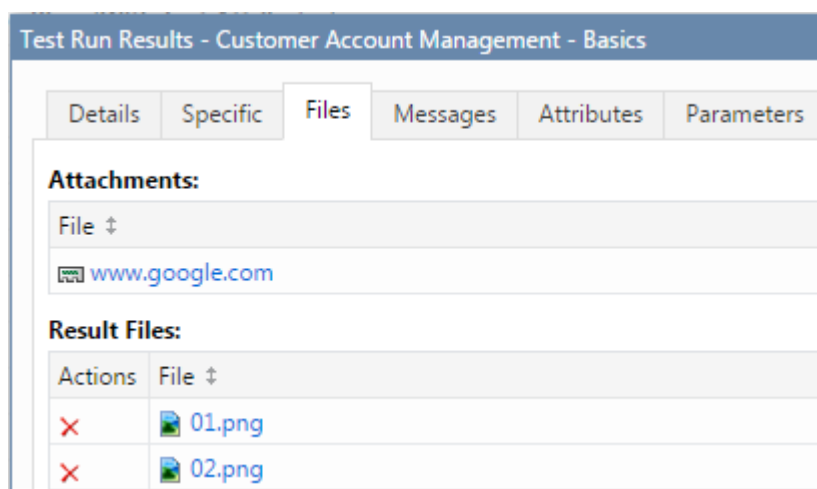 Test Run Results - Customer Account Management - Basics
Details Specific Files Messages Attributes Parameters
Attachments:
File
www.google.com
Result Files:
Actions File
01.png
02.png